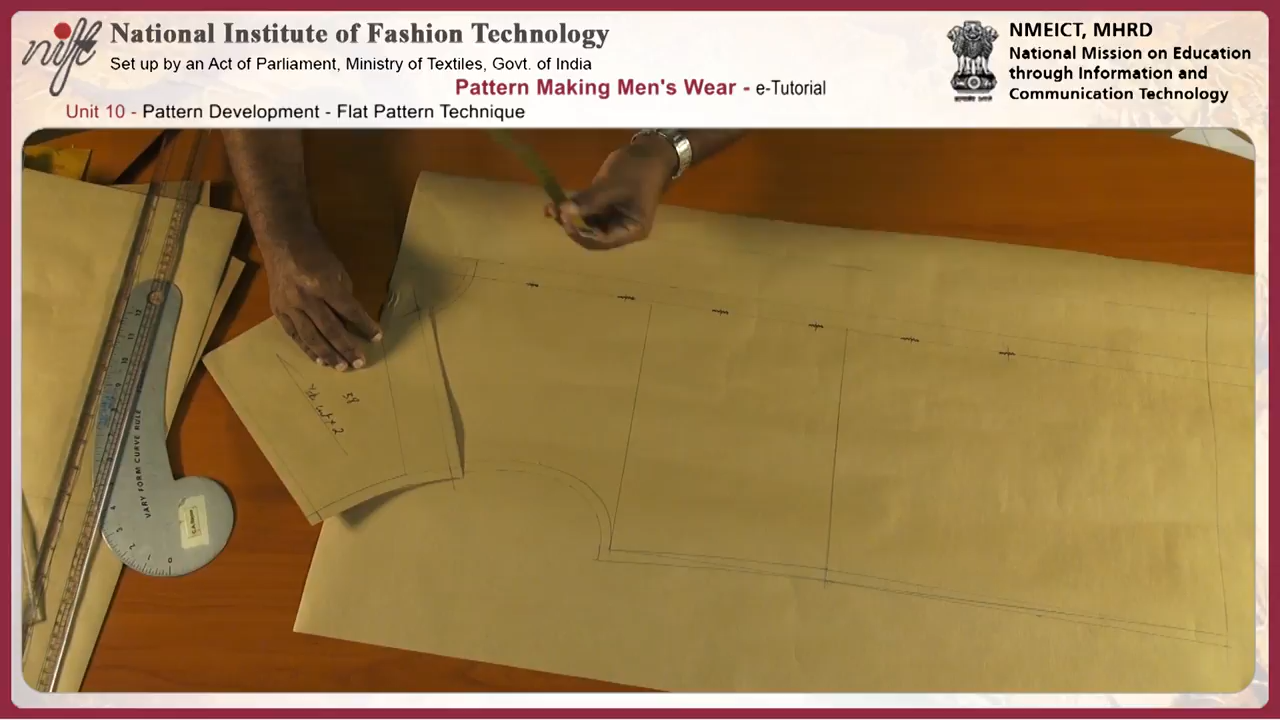 nift
National Institute of Fashion Technology
Set up by an Act of Parliament, Ministry of Textiles, Govt. of India
NMEICT, MHRD
National Mission on Education
through Information and
Communication Technology
Pattern Making Men's Wear - e-Tutorial
Unit 10 - Pattern Development - Flat Pattern Technique
58
VARY FORM CURVE RULE